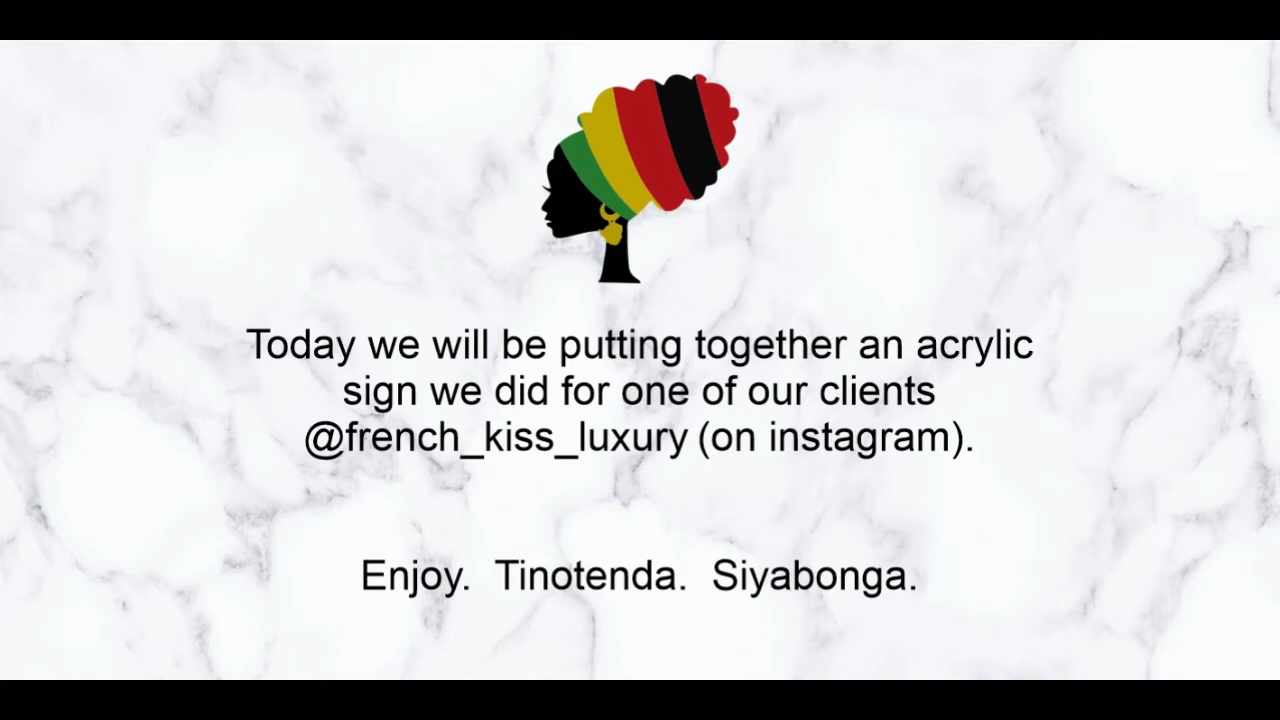 Today we will be putting together an acrylic
sign we did for one of our clients
@french_kiss_luxury (on instagram).
Enjoy. Tinotenda. Siyabonga.